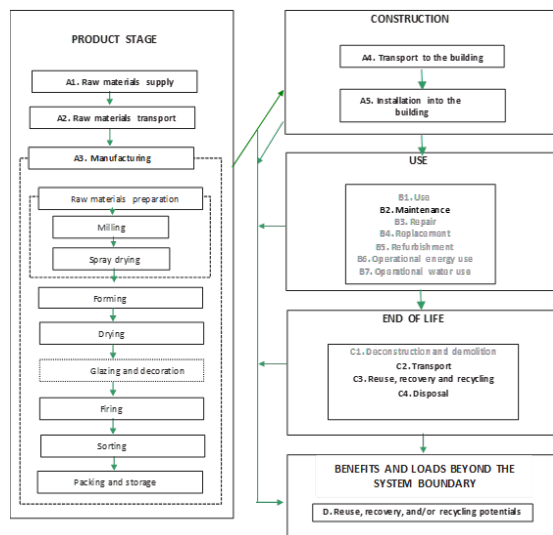 PRODUCT STAGE
A1. Raw materials supply
A2. Raw materials transport
A3. Manufacturing
Raw materials preparation
Milling
Spray drying
Forming
Drying
Glazing and decoration
Firing
Sorting
Packing and storage
CONSTRUCTION
A4. Transport to the building
A5. Installation into the
building
USE
B1. Use
B2. Maintenance
B3. Repair
B4. Replacement
B5. Refurbishment
B6. Operational energy use
B7. Operational water use
END OF LIFE
C1. Deconstruction and demolition
C2. Transport
C3. Reuse, recovery and recycling
C4. Disposal
BENEFITS AND LOADS BEYOND THE
SYSTEM BOUNDARY
D. Reuse, recovery, and/or recycling potentials